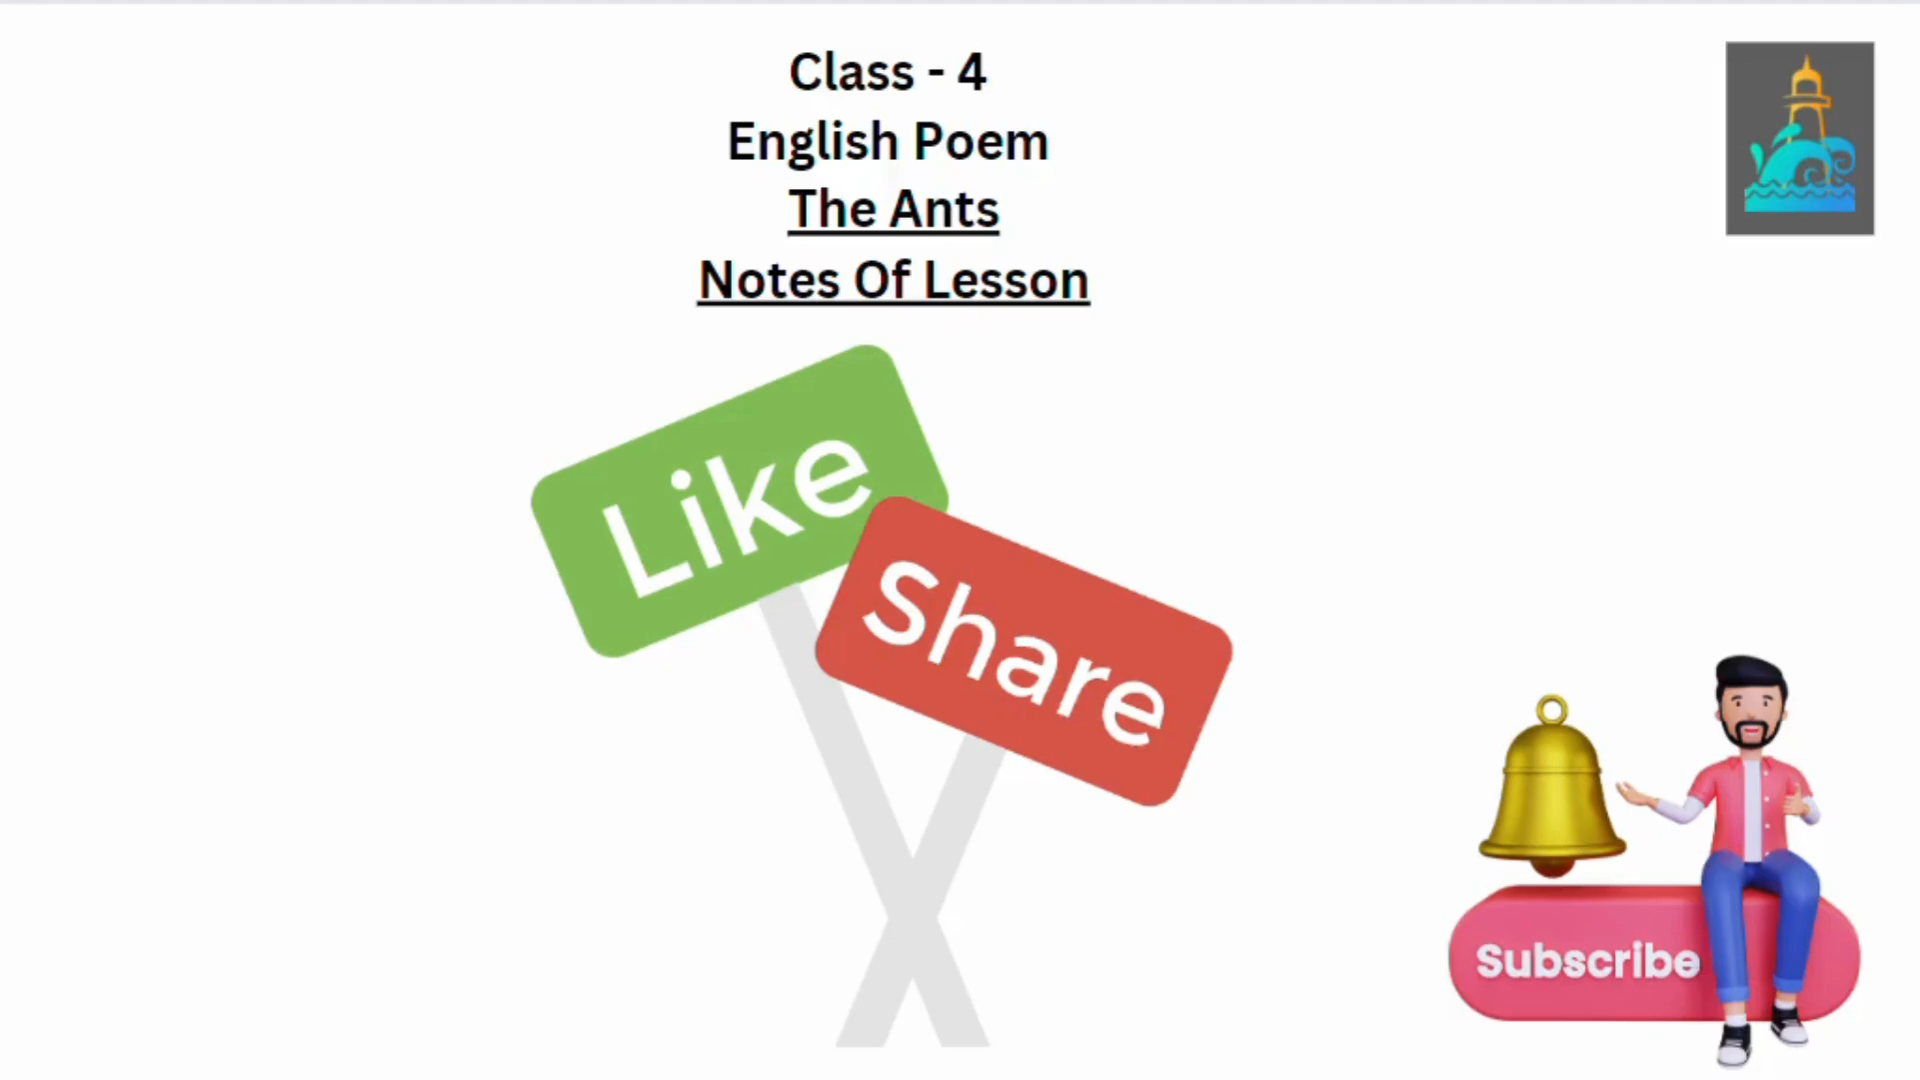 Class - 4
English Poem
The Ants
Notes Of Lesson
Like
Share
Subscribe